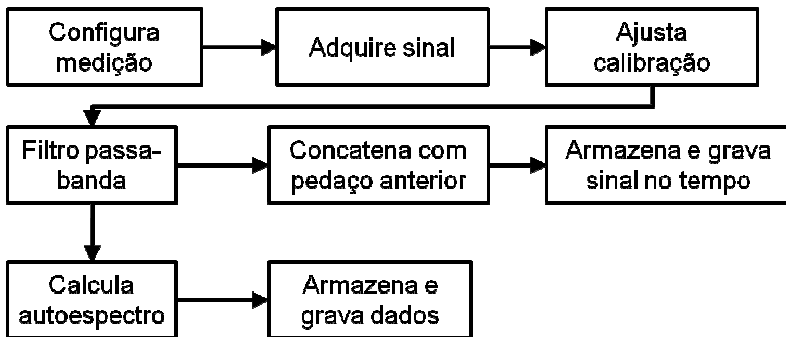 Configura
medição
Adquire sinal
Ajusta
calibração
Filtro passa-
banda
Concatena com
pedaço anterior
Armazena e grava
sinal no tempo
Calcula
autoespectro
Armazena e
grava dados